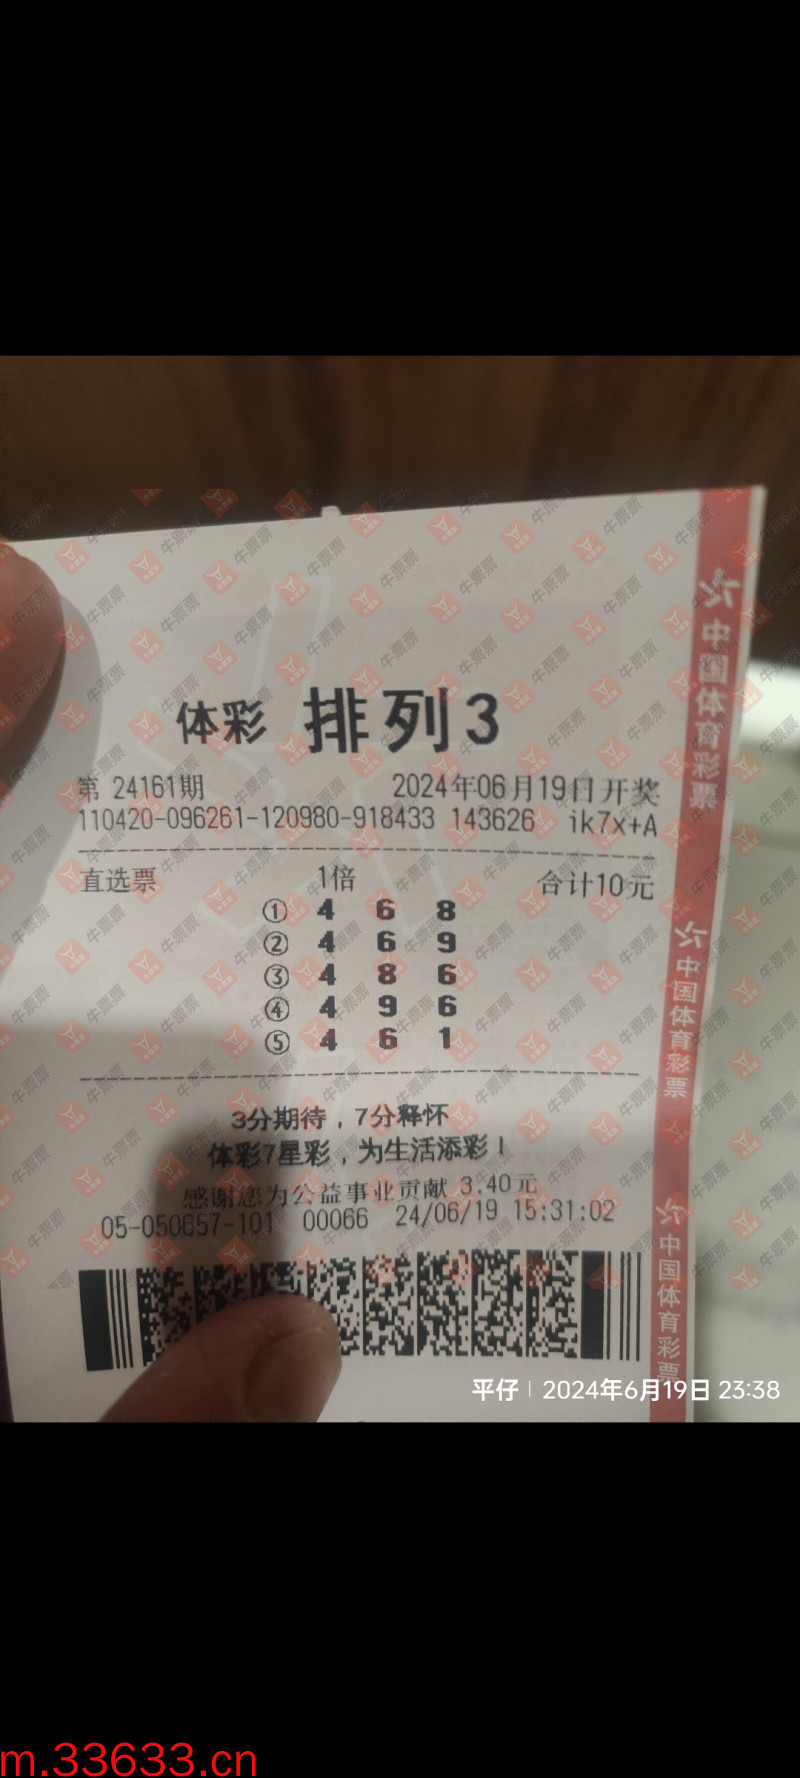 体彩 排列3
第 24161期 2024年06月19日开奖
110420-096261-120980-918433 143626 ik7x+A
直选票 1倍 合计10元
① 4 6 8
② 4 6 9
③ 4 8 6
④ 4 9 6
⑤ 4 6 1
3分期待，7分释怀
体彩7星彩，为生活添彩！
感谢您为公益事业贡献 3.40元
05-050657-101 00066 24/06/19 15:31:02
中国体育彩票
中国体育彩票
中国体育彩票
牛票票
平仔 | 2024年6月19日 23:38
m.33633.cn